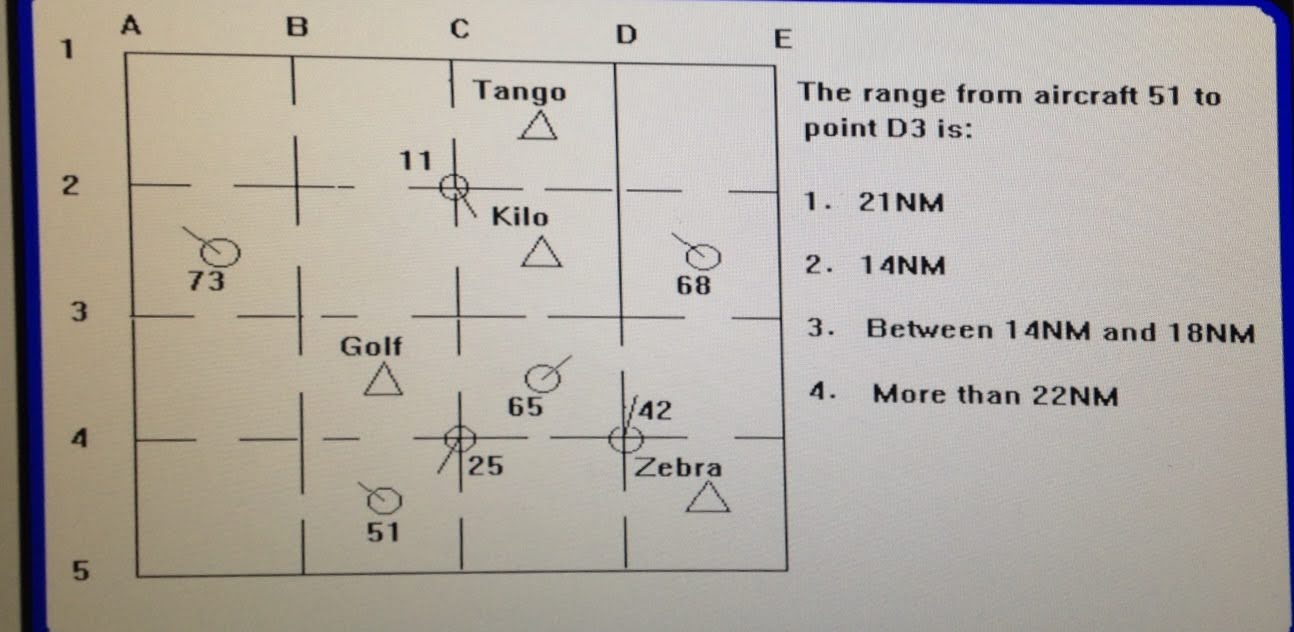 A B C D E
1
Tango
The range from aircraft 51 to
point D3 is:
11
2
1. 21NM
Kilo
73
68
2. 14NM
3
3. Between 14NM and 18NM
Golf
65
42
4. More than 22NM
4
25
Zebra
51
5